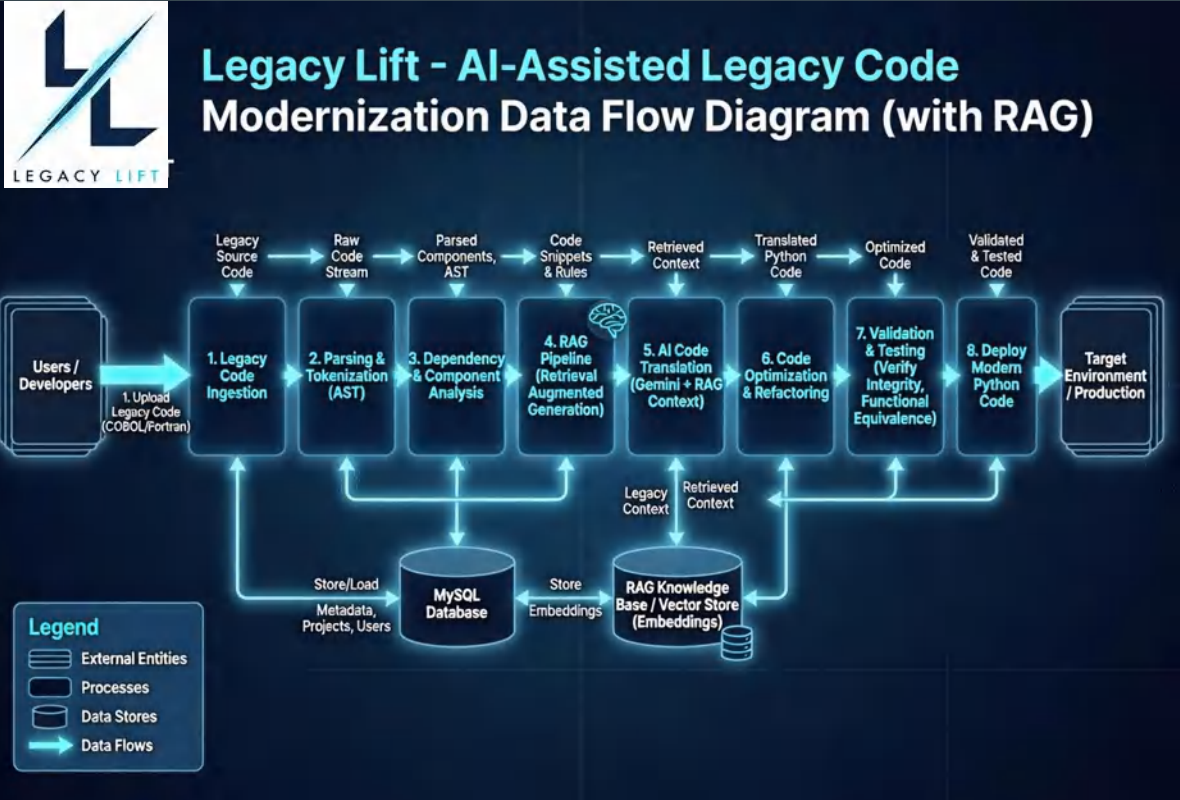 LEGACY LIFT
Legacy Lift - AI-Assisted Legacy Code
Modernization Data Flow Diagram (with RAG)
Legacy
Source
Code
Raw
Code
Stream
Parsed
Components,
AST
Code
Snippets
& Rules
Retrieved
Context
Translated
Python
Code
Optimized
Code
Validated
& Tested
Code
Users /
Developers
1. Upload
Legacy Code
(COBOL/Fortran)
1. Legacy
Code
Ingestion
2. Parsing &
Tokenization
(AST)
3. Dependency
& Component
Analysis
4. RAG
Pipeline
(Retrieval
Augmented
Generation)
5. AI Code
Translation
(Gemini + RAG
Context)
6. Code
Optimization
& Refactoring
7. Validation
& Testing
(Verify
Integrity,
Functional
Equivalence)
8. Deploy
Modern
Python
Code
Target
Environment
/ Production
Legacy
Context
Retrieved
Context
Store/Load
Metadata,
Projects, Users
MySQL
Database
Store
Embeddings
RAG Knowledge
Base / Vector Store
(Embeddings)
Legend
External Entities
Processes
Data Stores
Data Flows